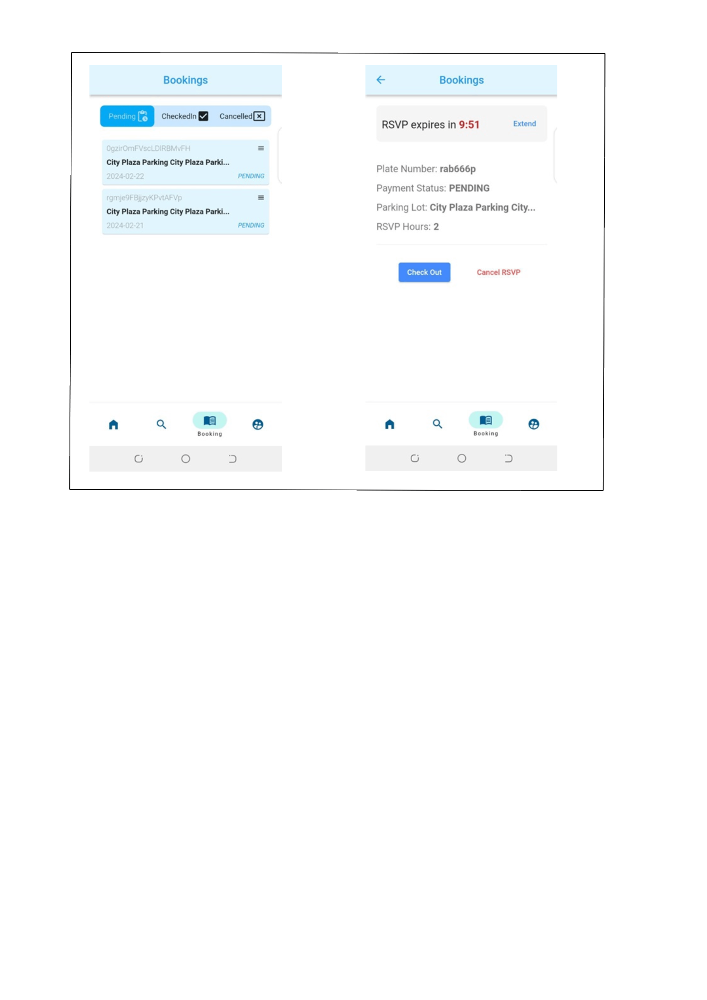 Bookings
Pending CheckedIn Cancelled
0gzirOmFVscLDlRBMvFH
City Plaza Parking City Plaza Parki...
2024-02-22 PENDING
rgmje9FBjjzyKPvtAFVp
City Plaza Parking City Plaza Parki...
2024-02-21 PENDING
Booking
Bookings
RSVP expires in 9:51 Extend
Plate Number: rab666p
Payment Status: PENDING
Parking Lot: City Plaza Parking City...
RSVP Hours: 2
Check Out Cancel RSVP
Booking